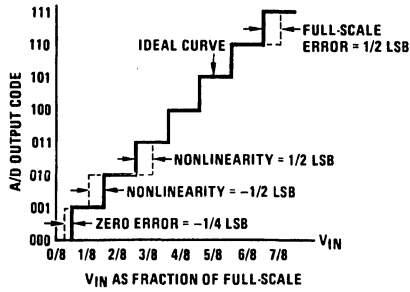 111
110
101
100
011
010
001
000
A/D OUTPUT CODE
IDEAL CURVE
FULL-SCALE
ERROR = 1/2 LSB
NONLINEARITY = 1/2 LSB
NONLINEARITY = -1/2 LSB
ZERO ERROR = -1/4 LSB
VIN
0/8 1/8 2/8 3/8 4/8 5/8 6/8 7/8
VIN AS FRACTION OF FULL-SCALE